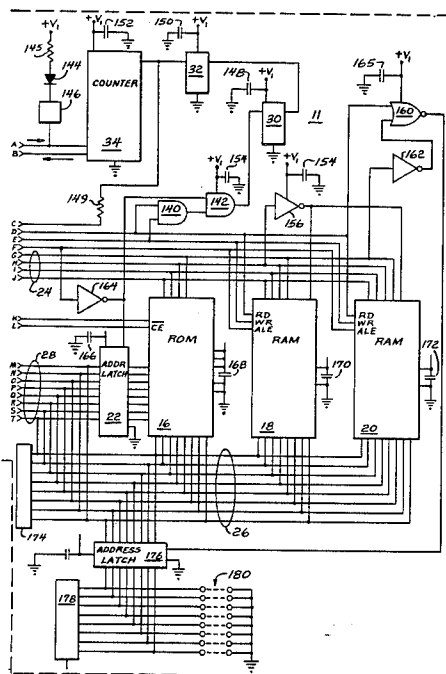 +V1 152 150 +V1
145
144
146
COUNTER
34
32
+V1
148
30
11
+V1
165
160
162
A
B
149
+V1
154
140
142
+V1
154
156
C
D
E
F
G
H
I
J
24
164
K
L
CE
ROM
16
168
RD
WR
ALE
RAM
18
170
RD
WR
ALE
RAM
20
172
166
ADDR
LATCH
22
28
M
N
O
P
Q
R
S
T
26
174
ADDRESS
LATCH 176
178
180